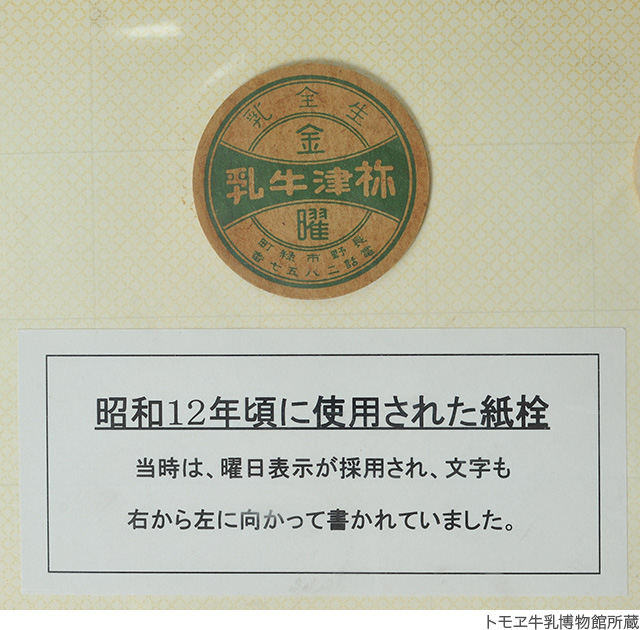 生全乳
金
祢津牛乳
曜
長野市緑町
電話二八五七番
昭和12年頃に使用された紙栓
当時は、曜日表示が採用され、文字も
右から左に向かって書かれていました。
トモヱ牛乳博物館所蔵